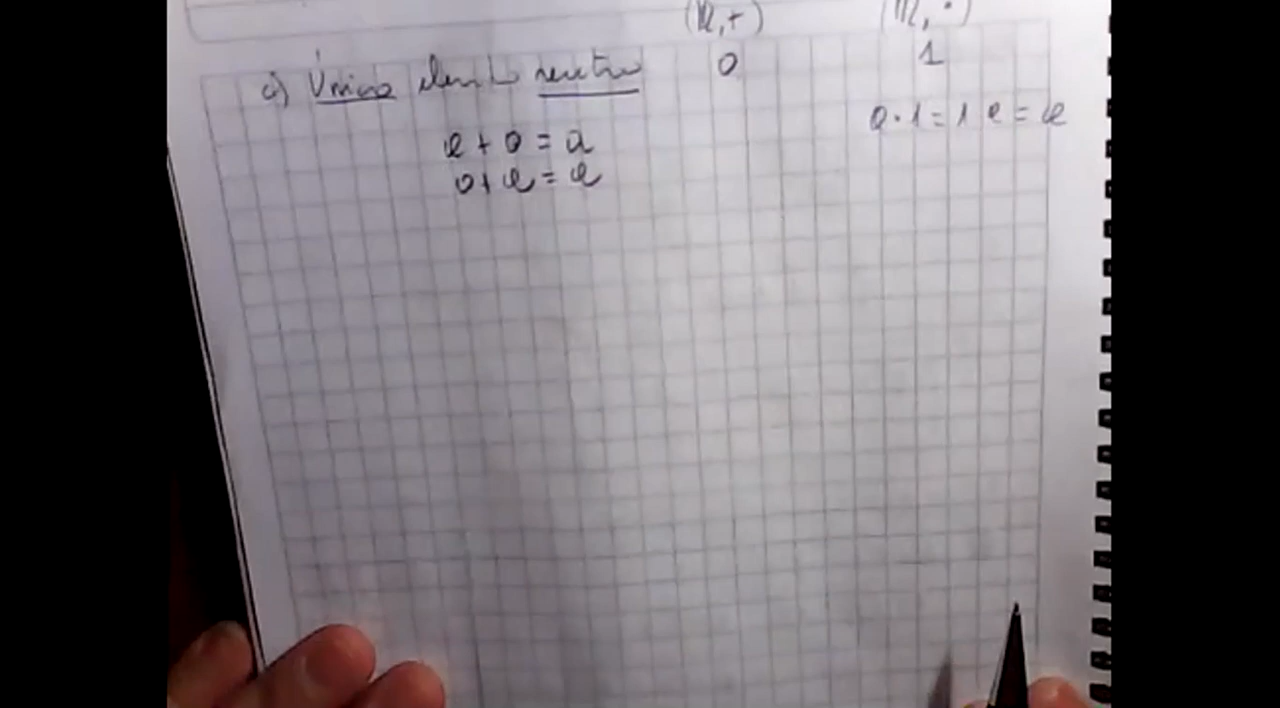 (R,+) (R, ·)
c) Único elemento neutro 0 1
a · 1 = 1 a = a
a + 0 = a
0 + a = a